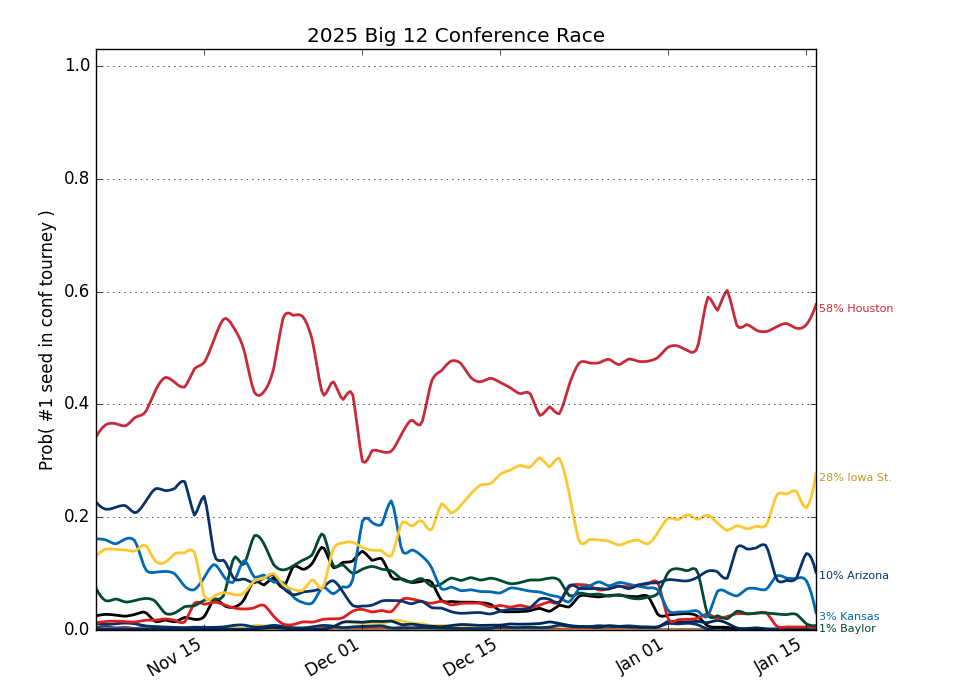 2025 Big 12 Conference Race
Prob( #1 seed in conf tourney )
1.0
0.8
0.6
0.4
0.2
0.0
58% Houston
28% Iowa St.
10% Arizona
3% Kansas
1% Baylor
Nov 15
Dec 01
Dec 15
Jan 01
Jan 15